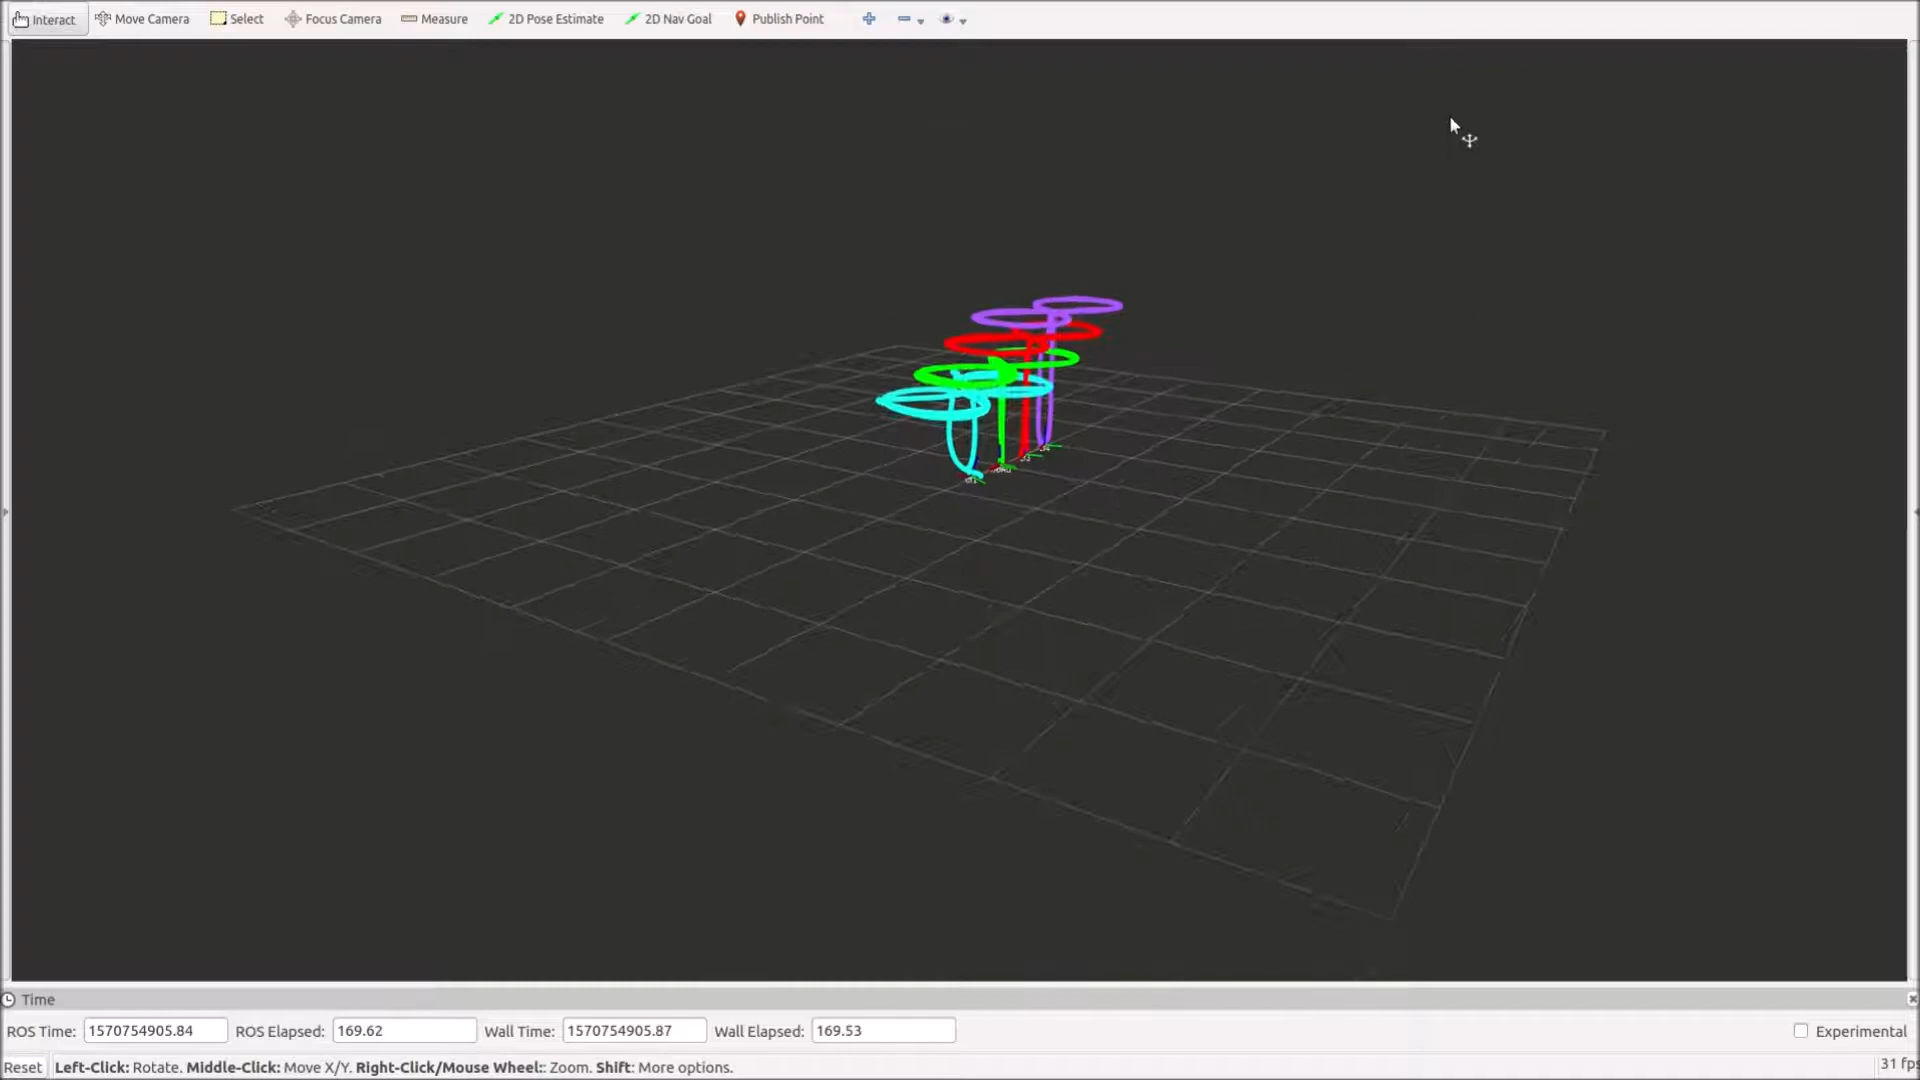 Interact Move Camera Select Focus Camera Measure 2D Pose Estimate 2D Nav Goal Publish Point
Time
ROS Time: 1570754905.84 ROS Elapsed: 169.62 Wall Time: 1570754905.87 Wall Elapsed: 169.53 Experimental
Reset Left-Click: Rotate. Middle-Click: Move X/Y. Right-Click/Mouse Wheel:: Zoom. Shift: More options. 31 fps